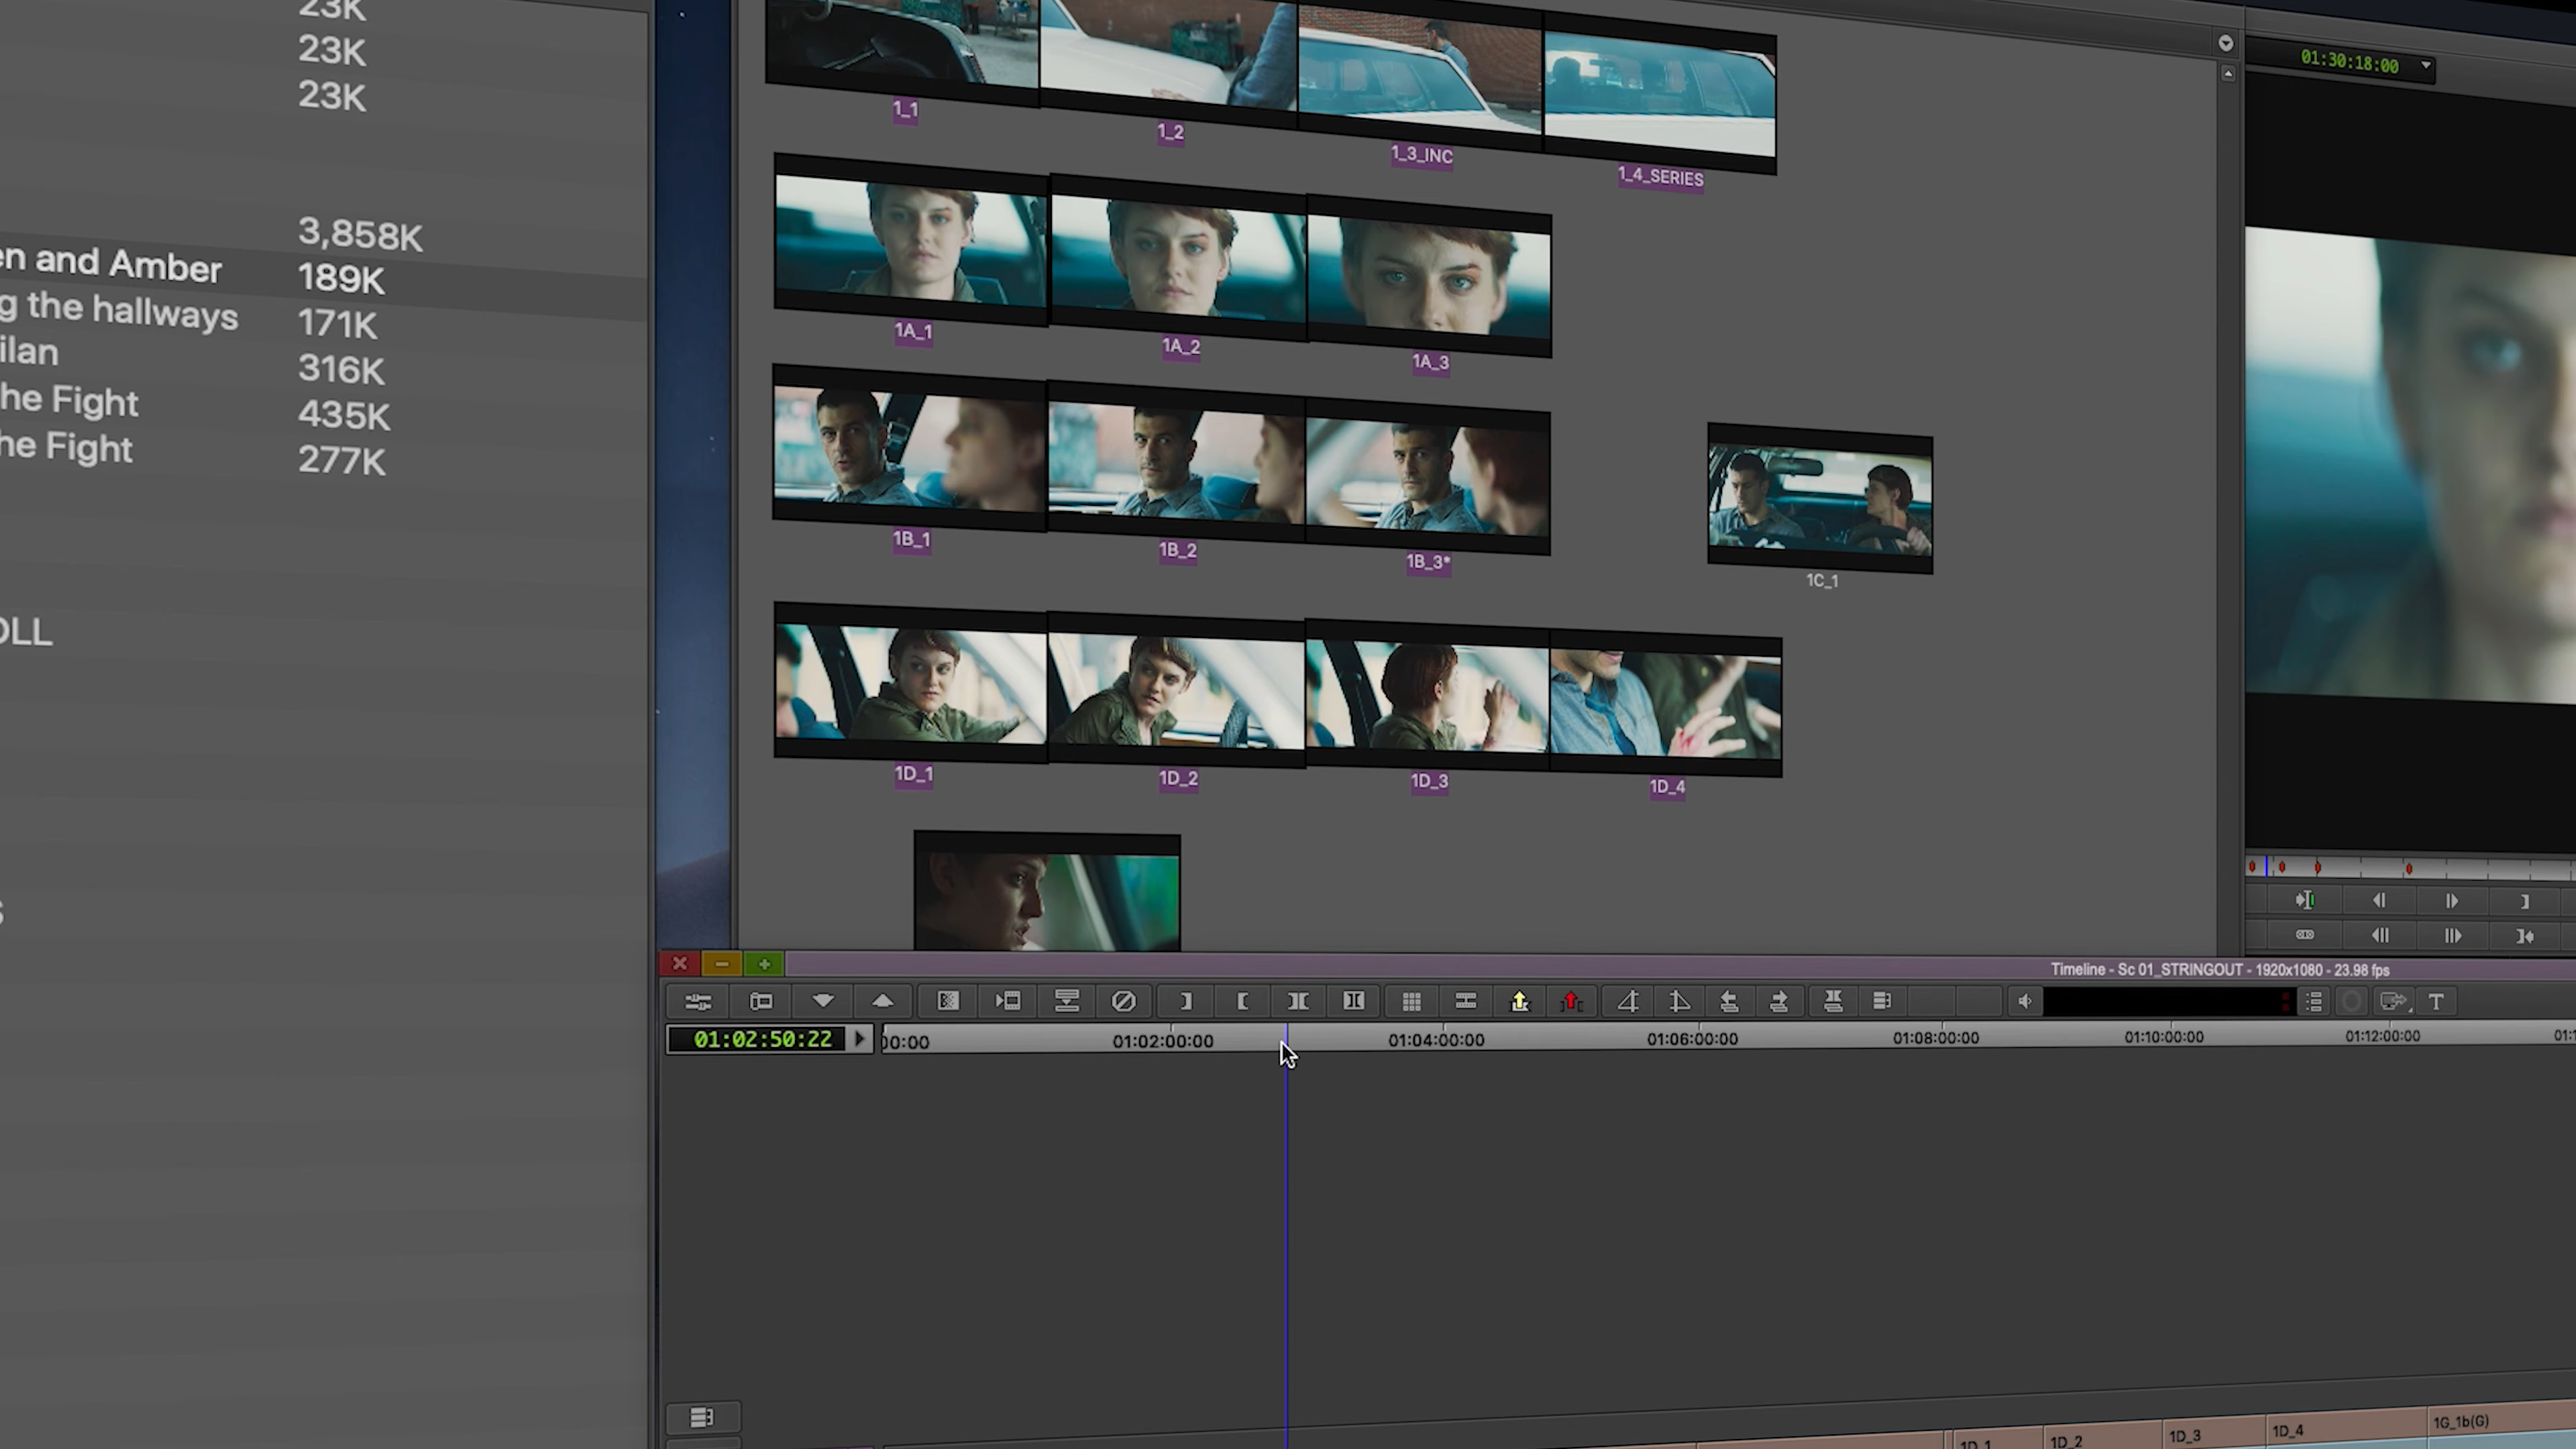 23K
23K
23K
3,858K
en and Amber 189K
g the hallways 171K
ilan 316K
he Fight 435K
he Fight 277K
OLL
S
01:30:18:00
1_1
1_2
1_3_INC
1_4_SERIES
1A_1
1A_2
1A_3
1B_1
1B_2
1B_3*
1C_1
1D_1
1D_2
1D_3
1D_4
Timeline - Sc 01_STRINGOUT - 1920x1080 - 23.98 fps
T
01:02:50:22
00:00
01:02:00:00
01:04:00:00
01:06:00:00
01:08:00:00
01:10:00:00
01:12:00:00
01:1
1D_1
1D_2
1D_3
1D_4
1G_1b(G)